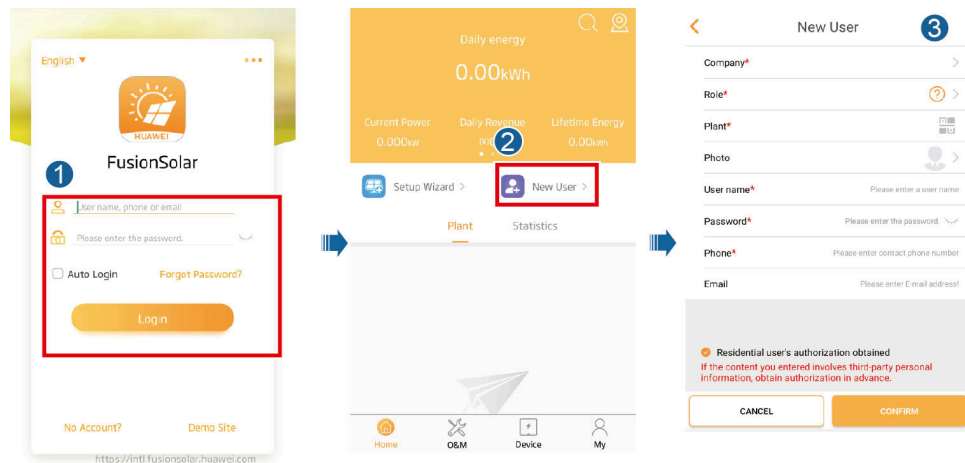 English
HUAWEI
FusionSolar
1
User name, phone or email
Please enter the password.
Auto Login
Forgot Password?
Login
No Account?
Demo Site
https://intl.fusionsolar.huawei.com
Daily energy
0.00kWh
Current Power
Daily Revenue
Lifetime Energy
0.000kW
0.00kWh
2
Setup Wizard >
New User >
Plant
Statistics
Home
O&M
Device
My
New User
3
Company*
Role*
?
Plant*
Photo
User name*
Please enter a user name
Password*
Please enter the password.
Phone*
Please enter contact phone number
Email
Please enter E-mail address!
Residential user's authorization obtained
If the content you entered involves third-party personal
information, obtain authorization in advance.
CANCEL
CONFIRM